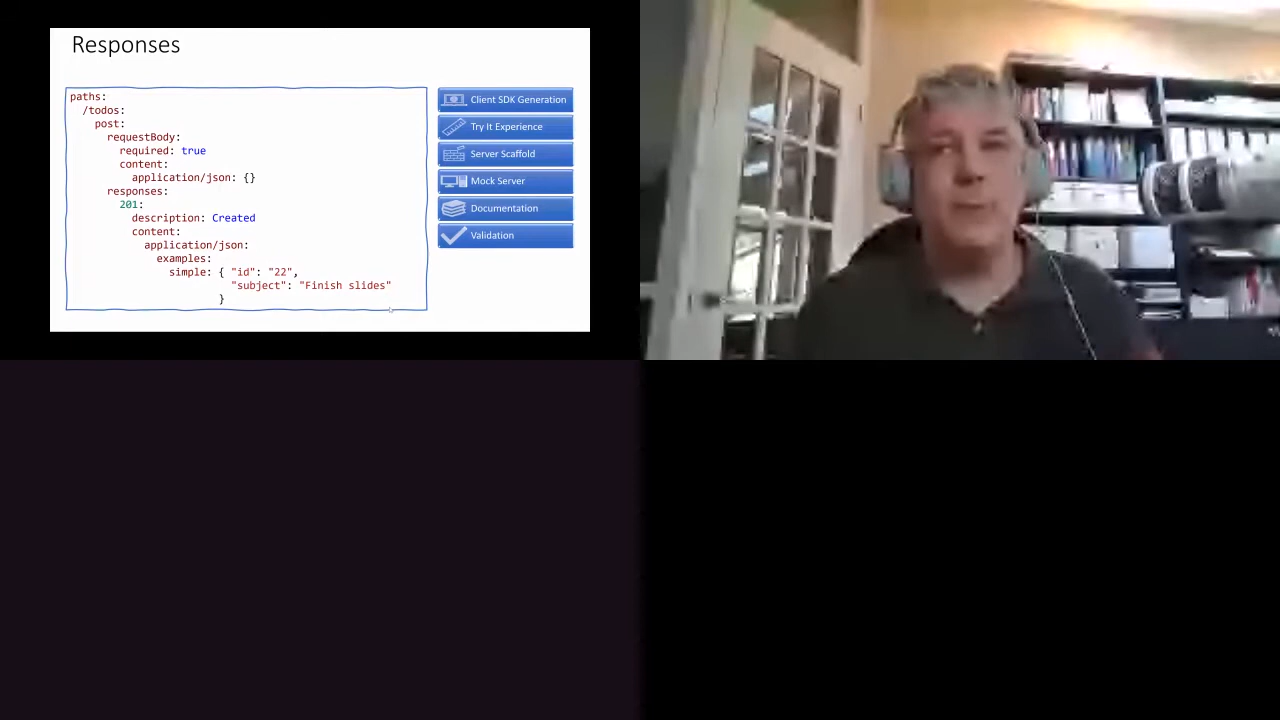 Responses
paths:
  /todos:
    post:
      requestBody:
        required: true
        content:
          application/json: {}
      responses:
        201:
          description: Created
          content:
            application/json:
              examples:
                simple: { "id": "22",
                          "subject": "Finish slides"
                        }
Client SDK Generation
Try It Experience
Server Scaffold
Mock Server
Documentation
Validation